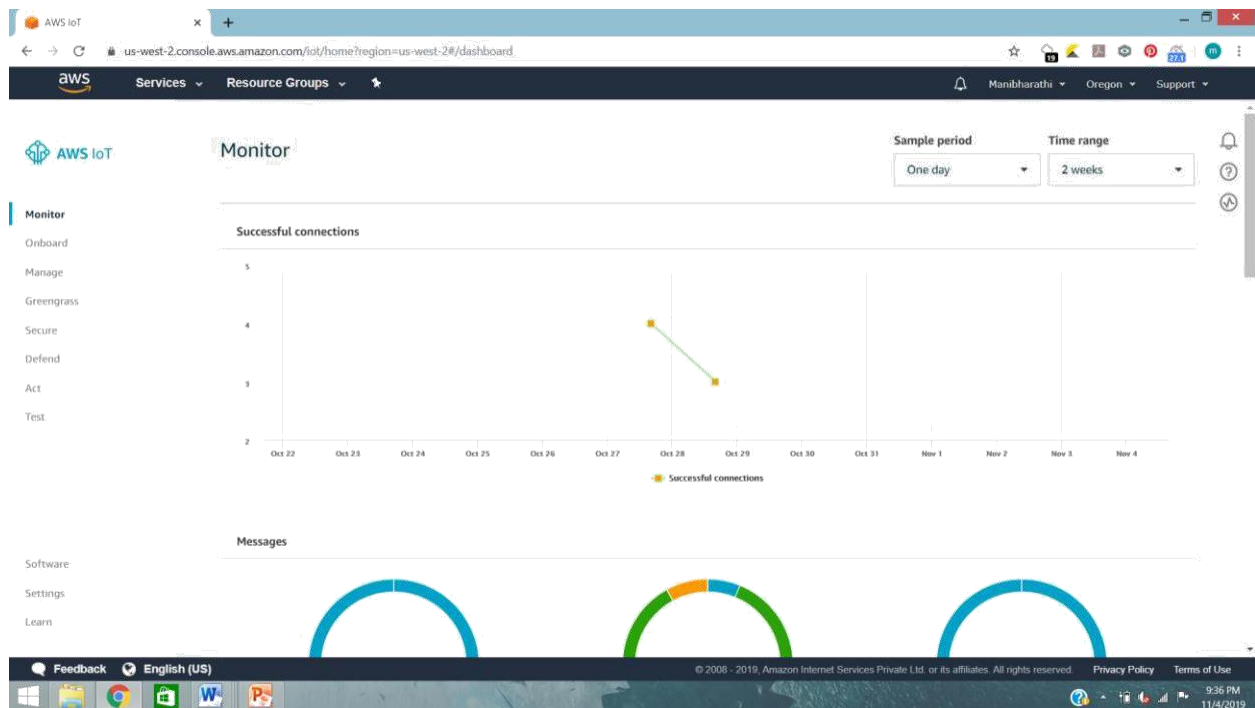 AWS IoT
us-west-2.console.aws.amazon.com/iot/home?region=us-west-2#/dashboard
19
27.1
m
aws Services Resource Groups Manibharathi Oregon Support
AWS IoT
Monitor
Sample period Time range
One day 2 weeks
Monitor
Onboard
Manage
Greengrass
Secure
Defend
Act
Test
Software
Settings
Learn
Successful connections
5
4
3
2
Oct 22 Oct 23 Oct 24 Oct 25 Oct 26 Oct 27 Oct 28 Oct 29 Oct 30 Oct 31 Nov 1 Nov 2 Nov 3 Nov 4
Successful connections
Messages
Feedback English (US) © 2008 - 2019, Amazon Internet Services Private Ltd. or its affiliates. All rights reserved. Privacy Policy Terms of Use
9:36 PM
11/4/2019